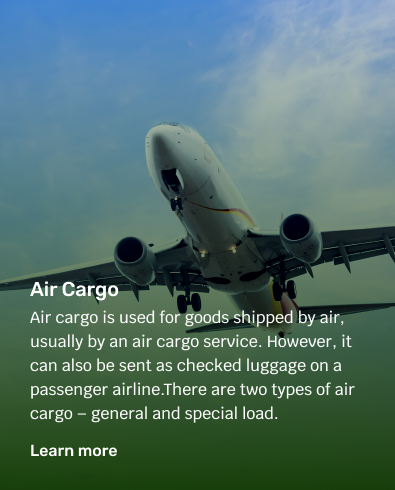 Air Cargo
Air cargo is used for goods shipped by air,
usually by an air cargo service. However, it
can also be sent as checked luggage on a
passenger airline.There are two types of air
cargo – general and special load.
Learn more